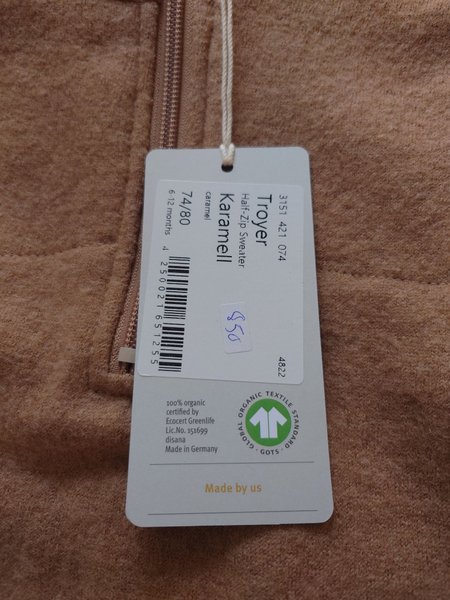 3151 421 074
4822
Troyer
Half-Zip Sweater
Karamell
caramel
74/80
6-12 months
4 250021 651255
850
100% organic
certified by
Ecocert Greenlife
Lic.No. 151699
disana
Made in Germany
GLOBAL ORGANIC TEXTILE STANDARD · GOTS ·
Made by us